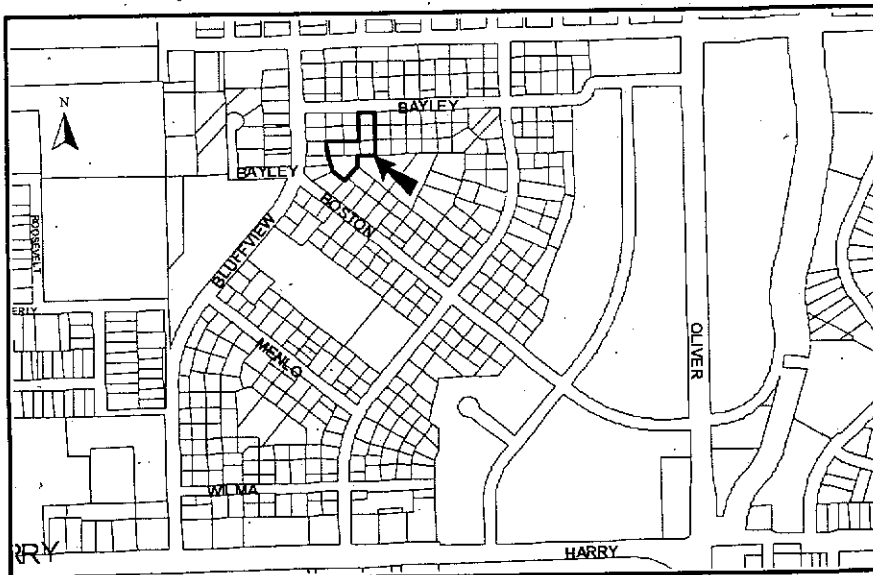 BAYLEY
N
BAYLEY
BOSTON
ROOSEVELT
BLUFFVIEW
OLIVER
MENLO
WILMA
HARRY